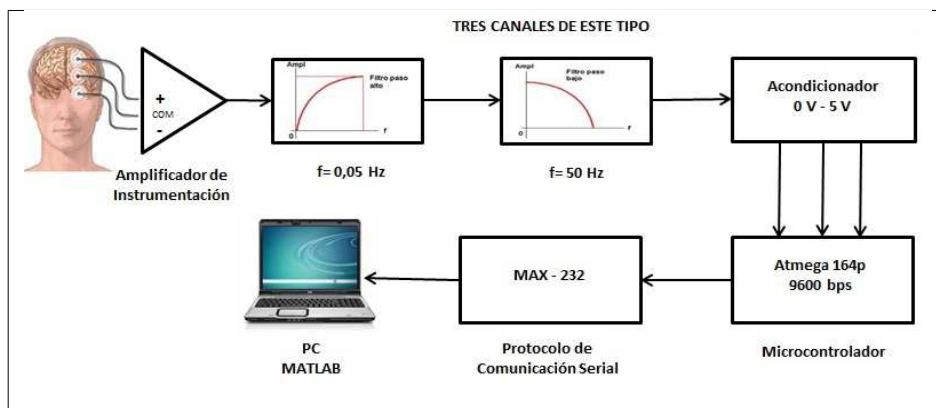 TRES CANALES DE ESTE TIPO
+
COM
-
Amplificador de
Instrumentación
Ampl
Filtro paso
alto
0
f
f= 0,05 Hz
Ampl
Filtro paso
bajo
0
f
f= 50 Hz
Acondicionador
0 V - 5 V
Atmega 164p
9600 bps
Microcontrolador
MAX - 232
Protocolo de
Comunicación Serial
PC
MATLAB